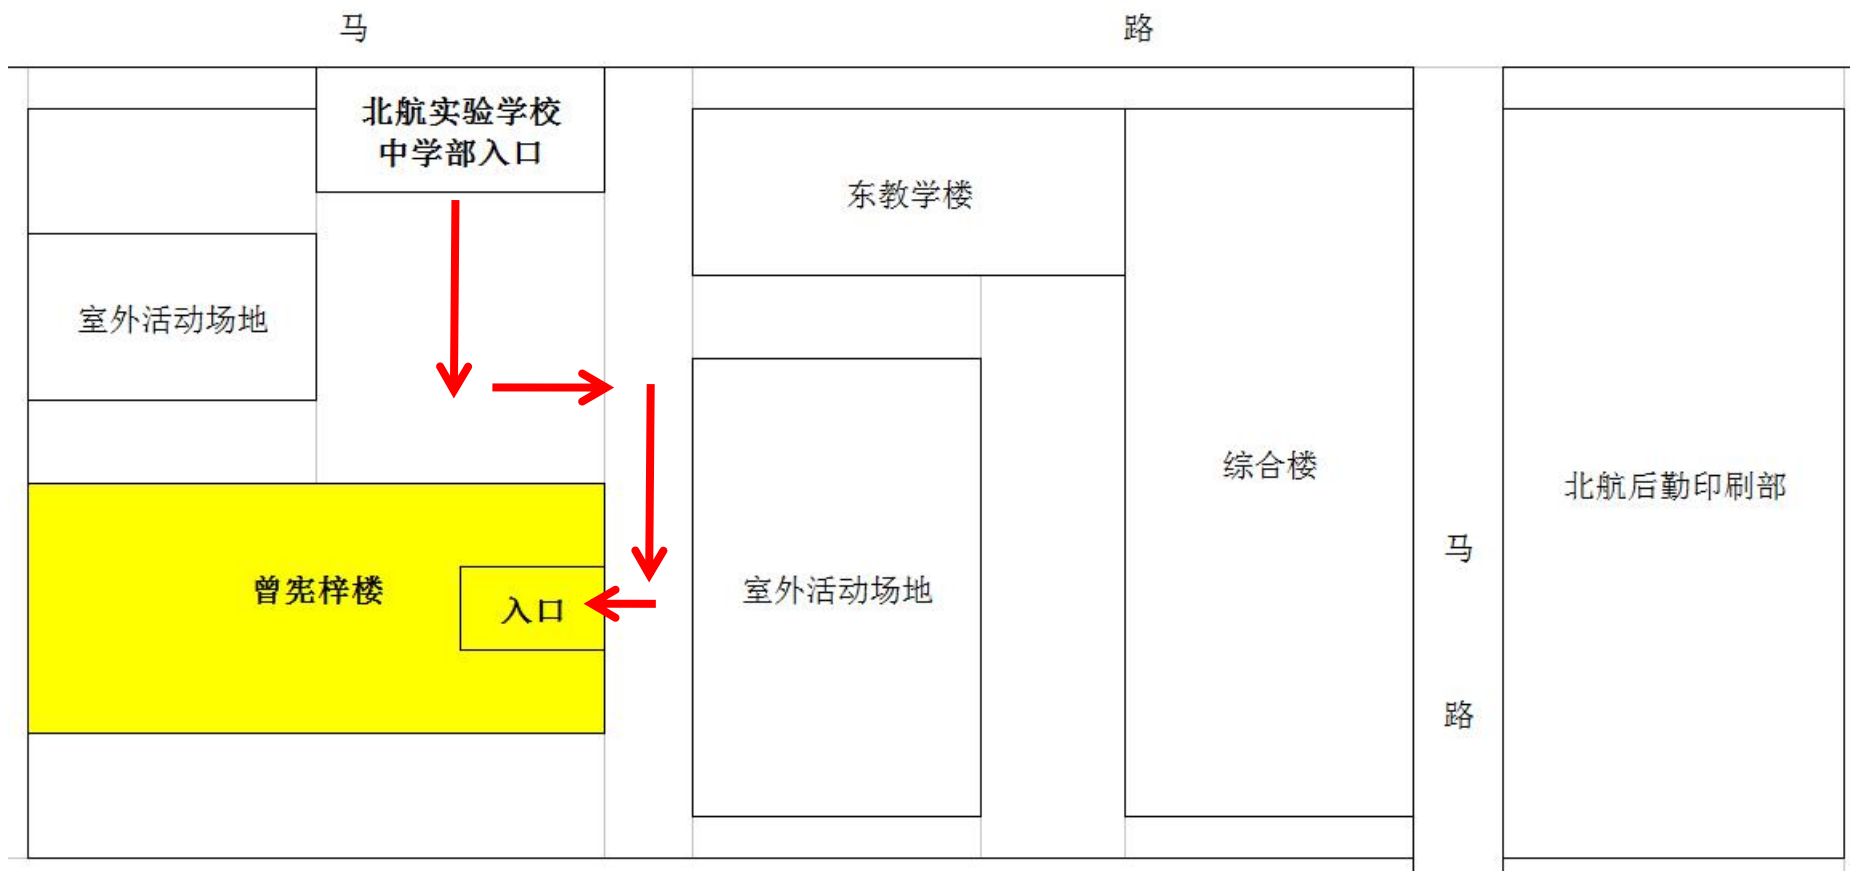 马 路
北航实验学校
中学部入口
东教学楼
室外活动场地
综合楼
北航后勤印刷部
曾宪梓楼
入口
室外活动场地
马
路